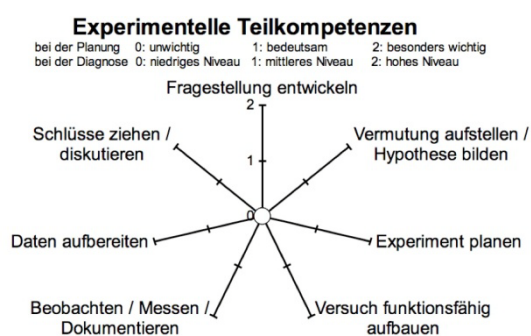 Experimentelle Teilkompetenzen
bei der Planung 0: unwichtig 1: bedeutsam 2: besonders wichtig
bei der Diagnose 0: niedriges Niveau 1: mittleres Niveau 2: hohes Niveau
Fragestellung entwickeln
2
Schlüsse ziehen /
diskutieren
Vermutung aufstellen /
Hypothese bilden
1
0
Daten aufbereiten
Experiment planen
Beobachten / Messen /
Dokumentieren
Versuch funktionsfähig
aufbauen